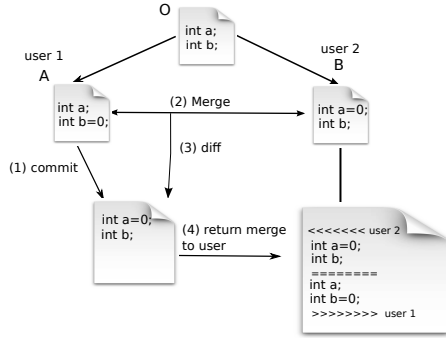 O
int a;
int b;
user 1
A
user 2
B
int a;
int b=0;
(2) Merge
int a=0;
int b;
(3) diff
(1) commit
int a=0;
int b;
(4) return merge
to user
<<<<<<< user 2
int a=0;
int b;
========
int a;
int b=0;
>>>>>>>> user 1